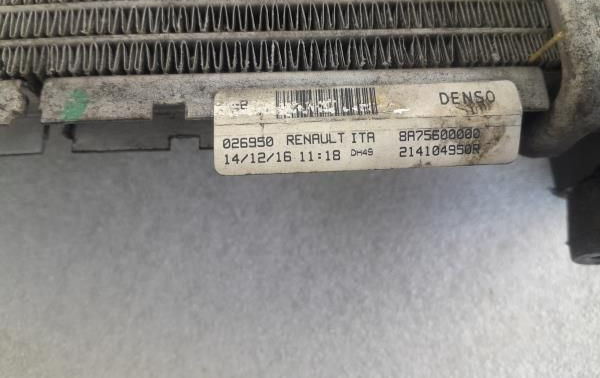 DENSO
026950 RENAULT ITA 8A75600000
14/12/16 11:18 DH4S 214104950R